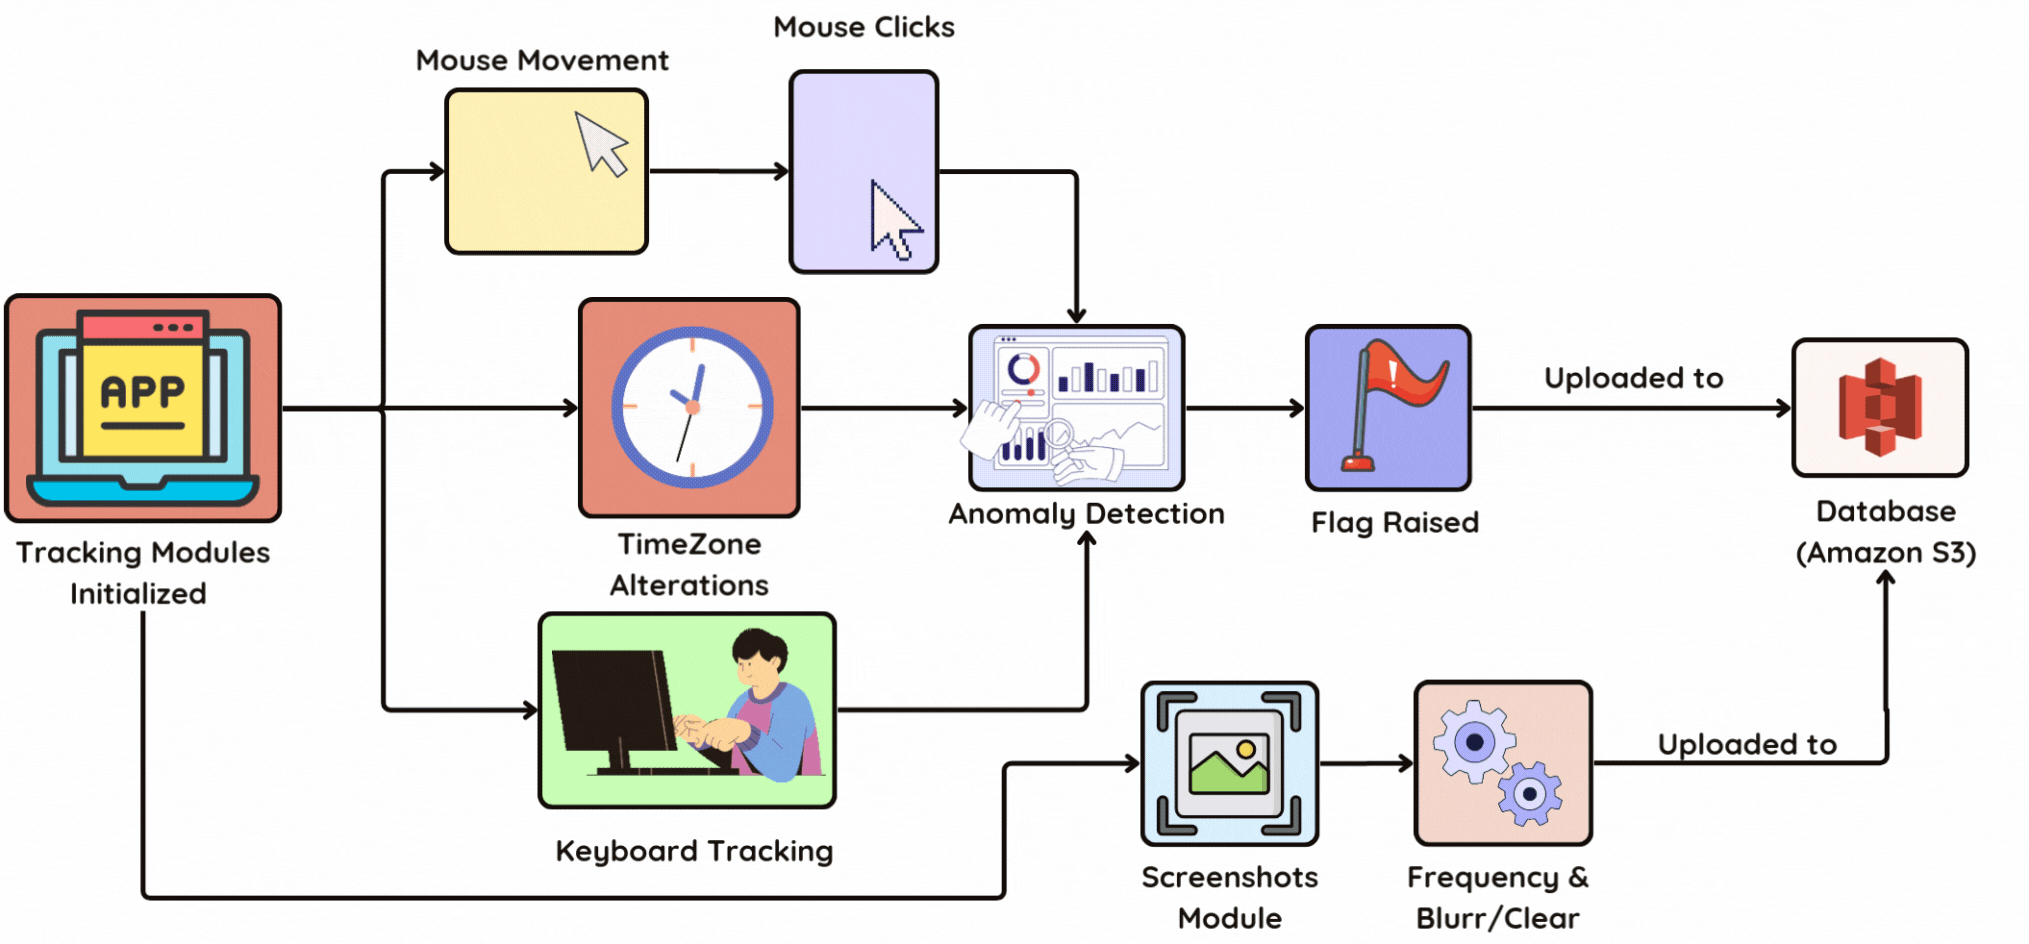 Mouse Clicks
Mouse Movement
APP
Tracking Modules
Initialized
TimeZone
Alterations
Anomaly Detection
!
Flag Raised
Uploaded to
Database
(Amazon S3)
Keyboard Tracking
Screenshots
Module
Frequency &
Blurr/Clear
Uploaded to